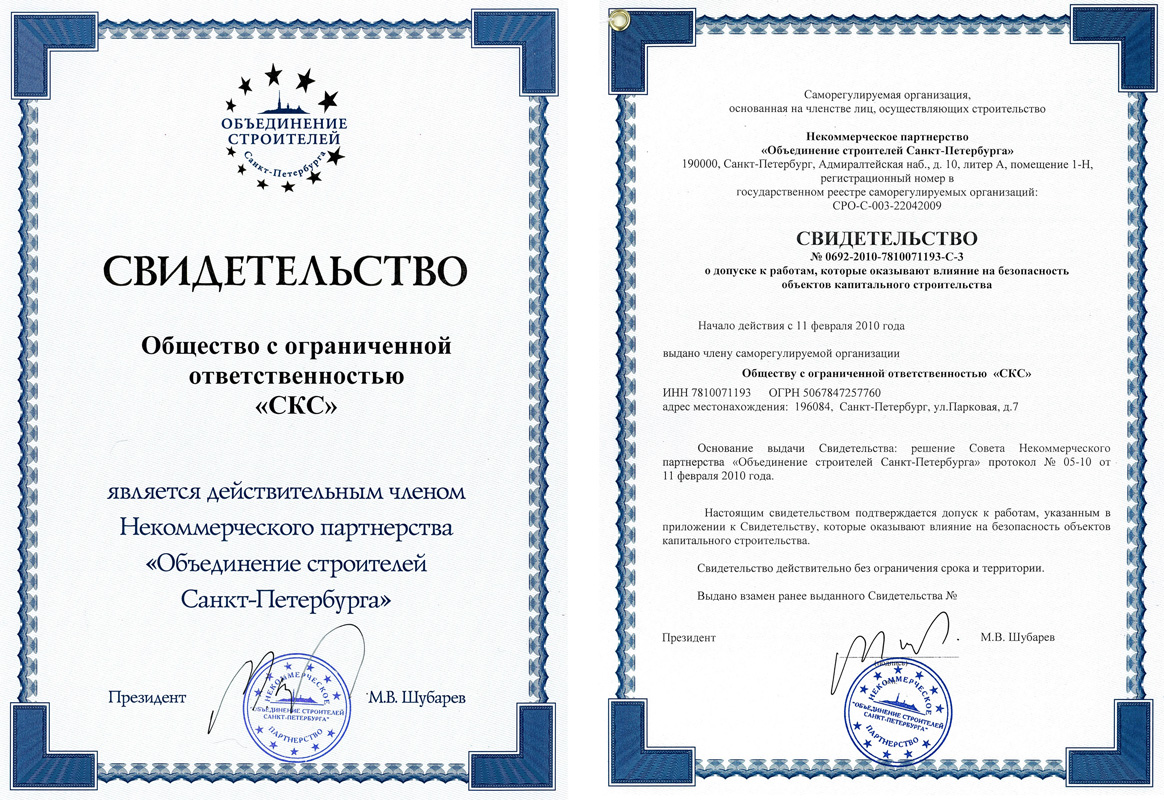 ОБЪЕДИНЕНИЕ
СТРОИТЕЛЕЙ
Санкт-Петербурга
СВИДЕТЕЛЬСТВО
Общество с ограниченной
ответственностью
«СКС»
является действительным членом
Некоммерческого партнерства
«Объединение строителей
Санкт-Петербурга»
Президент
М.В. Шубарев
НЕКОММЕРЧЕСКОЕ
"ОБЪЕДИНЕНИЕ СТРОИТЕЛЕЙ
САНКТ-ПЕТЕРБУРГА"
ПАРТНЕРСТВО
Саморегулируемая организация,
основанная на членстве лиц, осуществляющих строительство
Некоммерческое партнерство
«Объединение строителей Санкт-Петербурга»
190000, Санкт-Петербург, Адмиралтейская наб., д. 10, литер А, помещение 1-Н,
регистрационный номер в
государственном реестре саморегулируемых организаций:
СРО-С-003-22042009
СВИДЕТЕЛЬСТВО
№ 0692-2010-7810071193-С-3
о допуске к работам, которые оказывают влияние на безопасность
объектов капитального строительства
Начало действия с 11 февраля 2010 года
выдано члену саморегулируемой организации
Обществу с ограниченной ответственностью «СКС»
ИНН 7810071193 ОГРН 5067847257760
адрес местонахождения: 196084, Санкт-Петербург, ул.Парковая, д.7
Основание выдачи Свидетельства: решение Совета Некоммерческого
партнерства «Объединение строителей Санкт-Петербурга» протокол № 05-10 от
11 февраля 2010 года.
Настоящим свидетельством подтверждается допуск к работам, указанным в
приложении к Свидетельству, которые оказывают влияние на безопасность объектов
капитального строительства.
Свидетельство действительно без ограничения срока и территории.
Выдано взамен ранее выданного Свидетельства №
Президент
М.В. Шубарев
(подпись)
НЕКОММЕРЧЕСКОЕ
"ОБЪЕДИНЕНИЕ СТРОИТЕЛЕЙ
САНКТ-ПЕТЕРБУРГА"
ПАРТНЕРСТВО